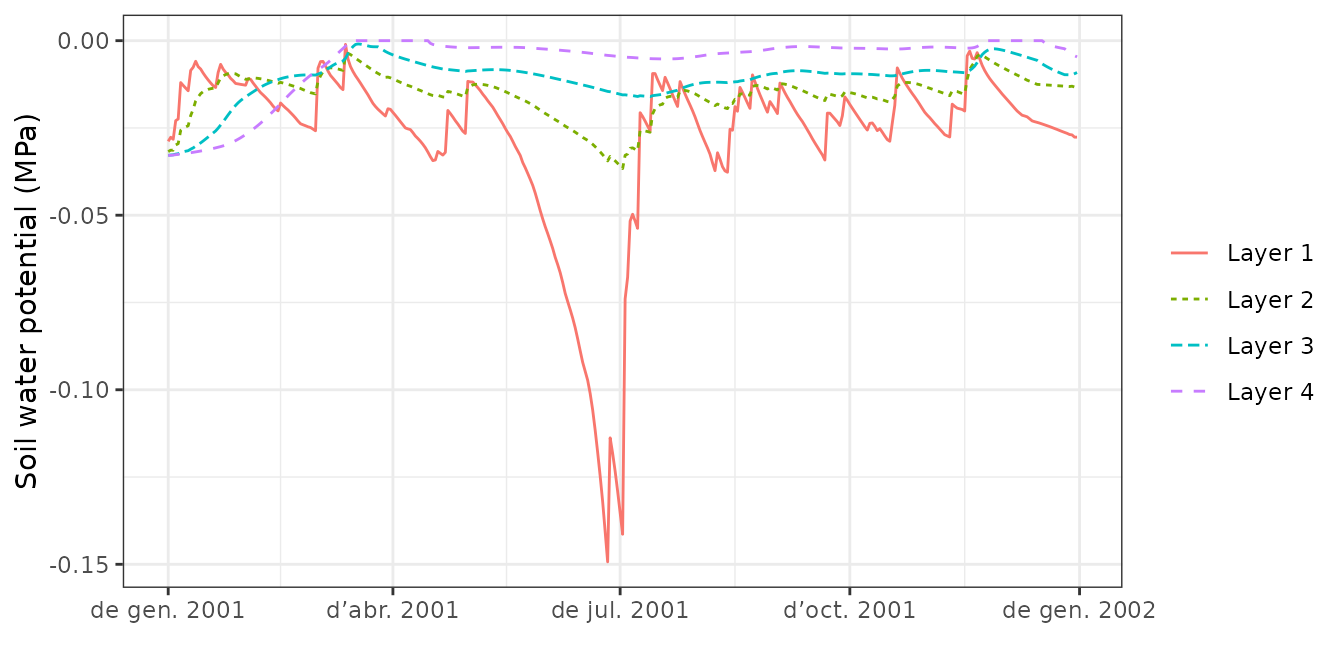 Soil water potential (MPa)
0.00
-0.05
-0.10
-0.15
de gen. 2001
d’abr. 2001
de jul. 2001
d’oct. 2001
de gen. 2002
Layer 1
Layer 2
Layer 3
Layer 4